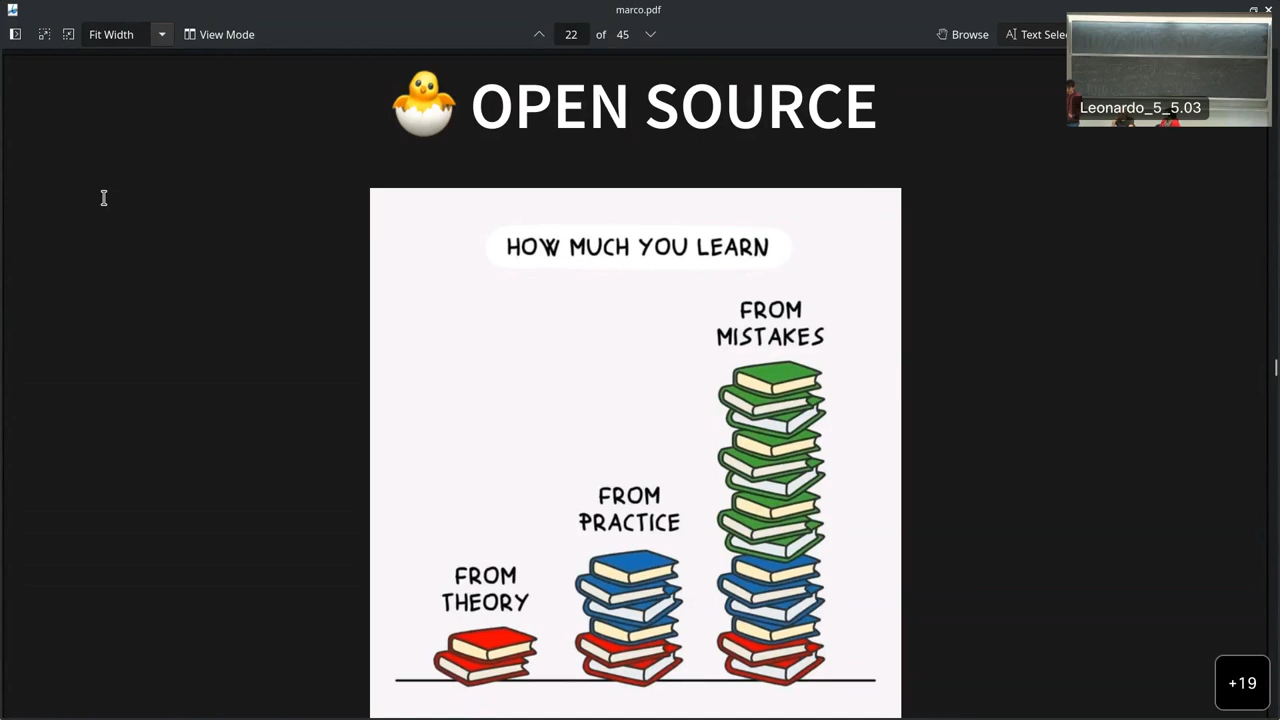 marco.pdf
Fit Width
View Mode
22 of 45
Browse
Text Selec
Leonardo_5_5.03
OPEN SOURCE
HOW MUCH YOU LEARN
FROM
MISTAKES
FROM
PRACTICE
FROM
THEORY
+19